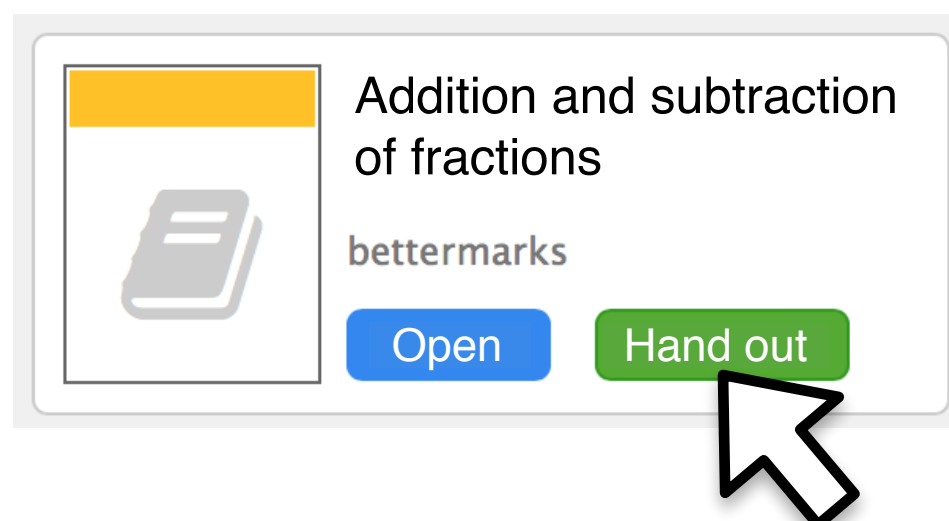 Addition and subtraction
of fractions
bettermarks
Open
Hand out